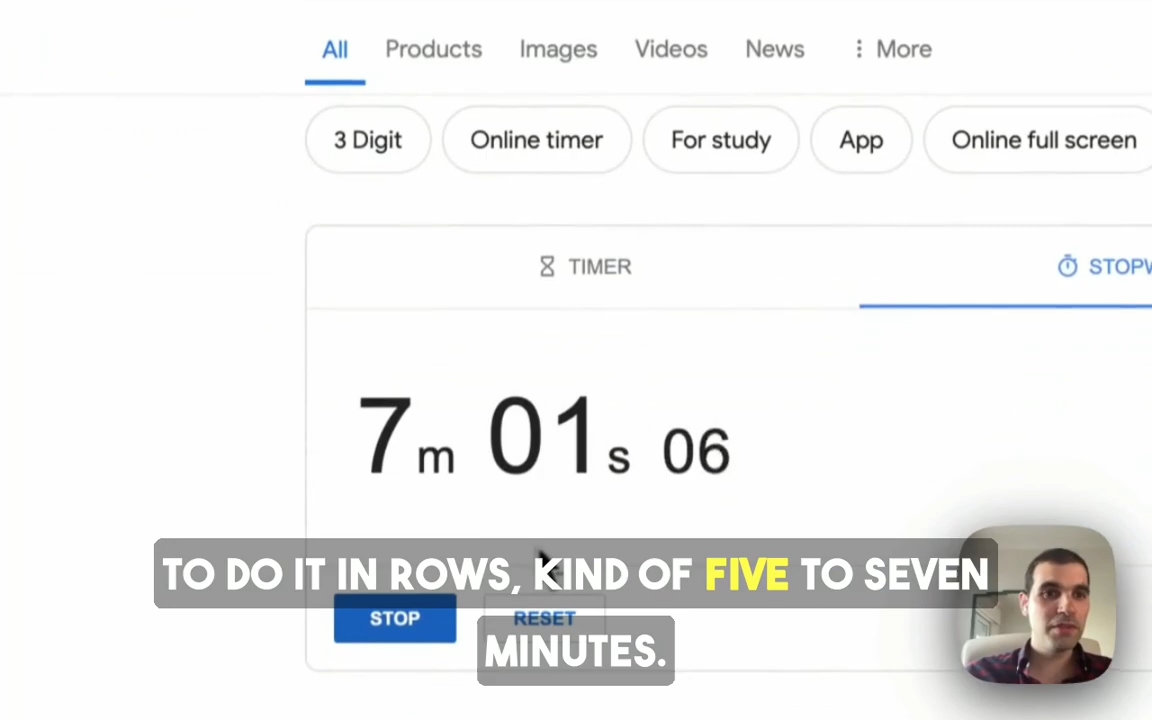 All Products Images Videos News More
3 Digit Online timer For study App Online full screen
TIMER STOPW
7m 01s 06
TO DO IT IN ROWS, KIND OF FIVE TO SEVEN
MINUTES.
STOP RESET